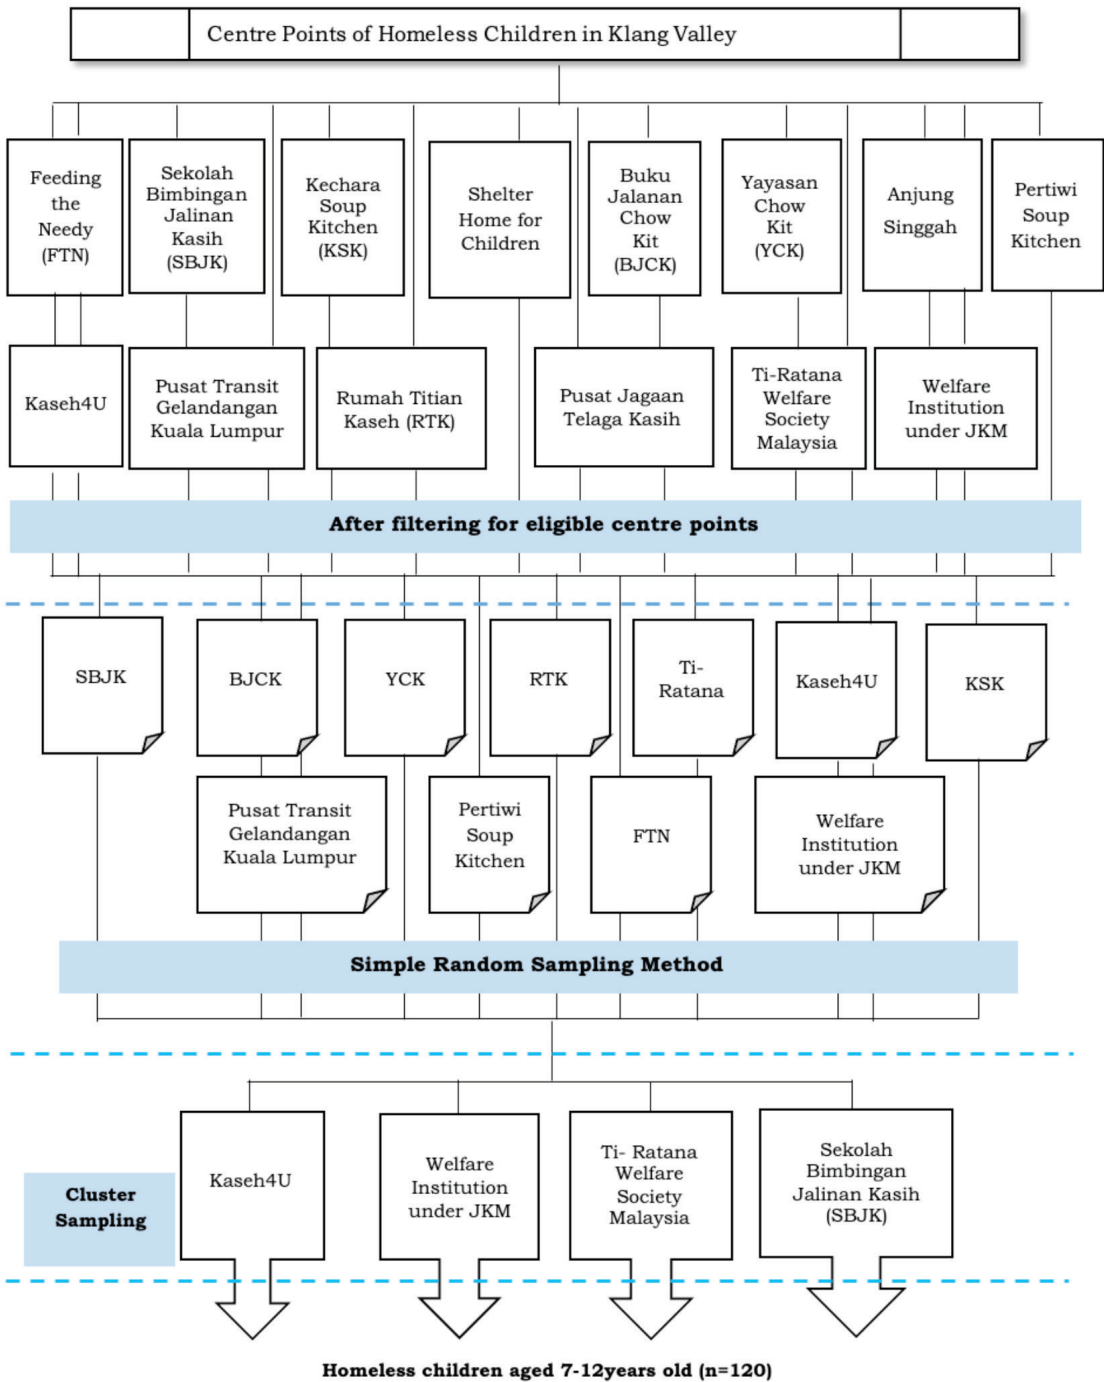 Centre Points of Homeless Children in Klang Valley
Feeding
the
Needy
(FTN)
Sekolah
Bimbingan
Jalinan
Kasih
(SBJK)
Kechara
Soup
Kitchen
(KSK)
Shelter
Home for
Children
Buku
Jalanan
Chow
Kit
(BJCK)
Yayasan
Chow
Kit
(YCK)
Anjung
Singgah
Pertiwi
Soup
Kitchen
Kaseh4U
Pusat Transit
Gelandangan
Kuala Lumpur
Rumah Titian
Kaseh (RTK)
Pusat Jagaan
Telaga Kasih
Ti-Ratana
Welfare
Society
Malaysia
Welfare
Institution
under JKM
After filtering for eligible centre points
SBJK
BJCK
YCK
RTK
Ti-
Ratana
Kaseh4U
KSK
Pusat Transit
Gelandangan
Kuala Lumpur
Pertiwi
Soup
Kitchen
FTN
Welfare
Institution
under JKM
Simple Random Sampling Method
Cluster
Sampling
Kaseh4U
Welfare
Institution
under JKM
Ti- Ratana
Welfare
Society
Malaysia
Sekolah
Bimbingan
Jalinan Kasih
(SBJK)
Homeless children aged 7-12years old (n=120)